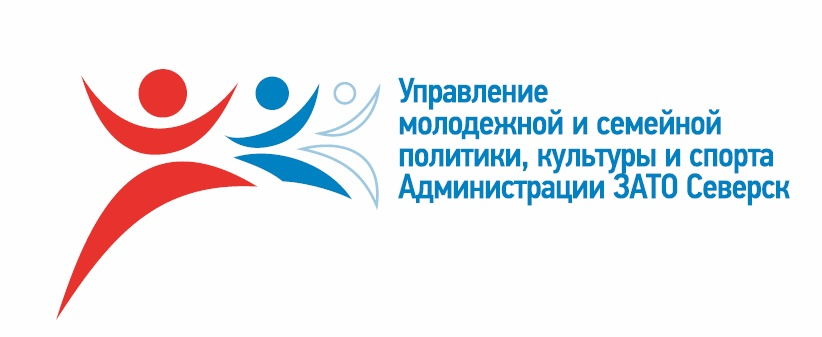 Управление
молодежной и семейной
политики, культуры и спорта
Администрации ЗАТО Северск